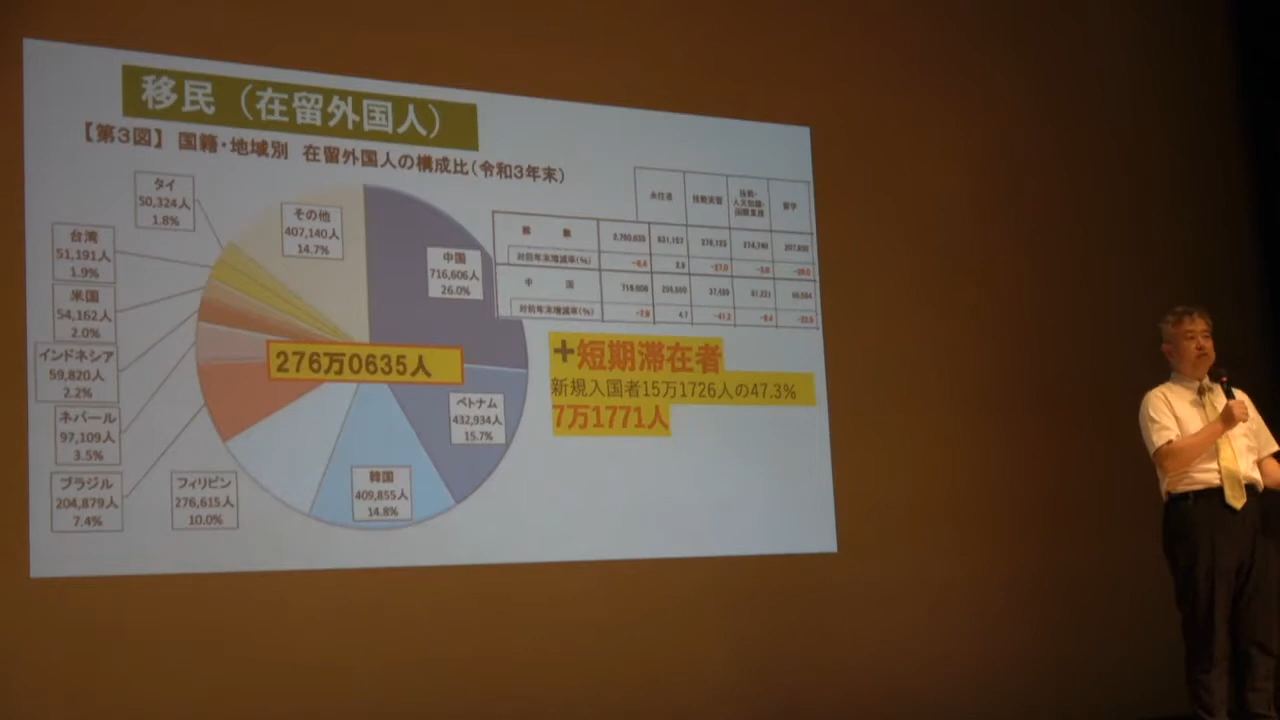 移民（在留外国人）
【第3図】 国籍・地域別 在留外国人の構成比（令和3年末）
タイ
50,324人
1.8%
その他
407,140人
14.7%
中国
716,606人
26.0%
台湾
51,191人
1.9%
米国
54,162人
2.0%
インドネシア
59,820人
2.2%
ネパール
97,109人
3.5%
ブラジル
204,879人
7.4%
フィリピン
276,615人
10.0%
韓国
409,855人
14.8%
ベトナム
432,934人
15.7%
276万0635人
永住者
技能実習
留学
総数
2,760,635
対前年末増減率(%)
中国
対前年末増減率(%)
+短期滞在者
新規入国者15万1726人の47.3%
7万1771人